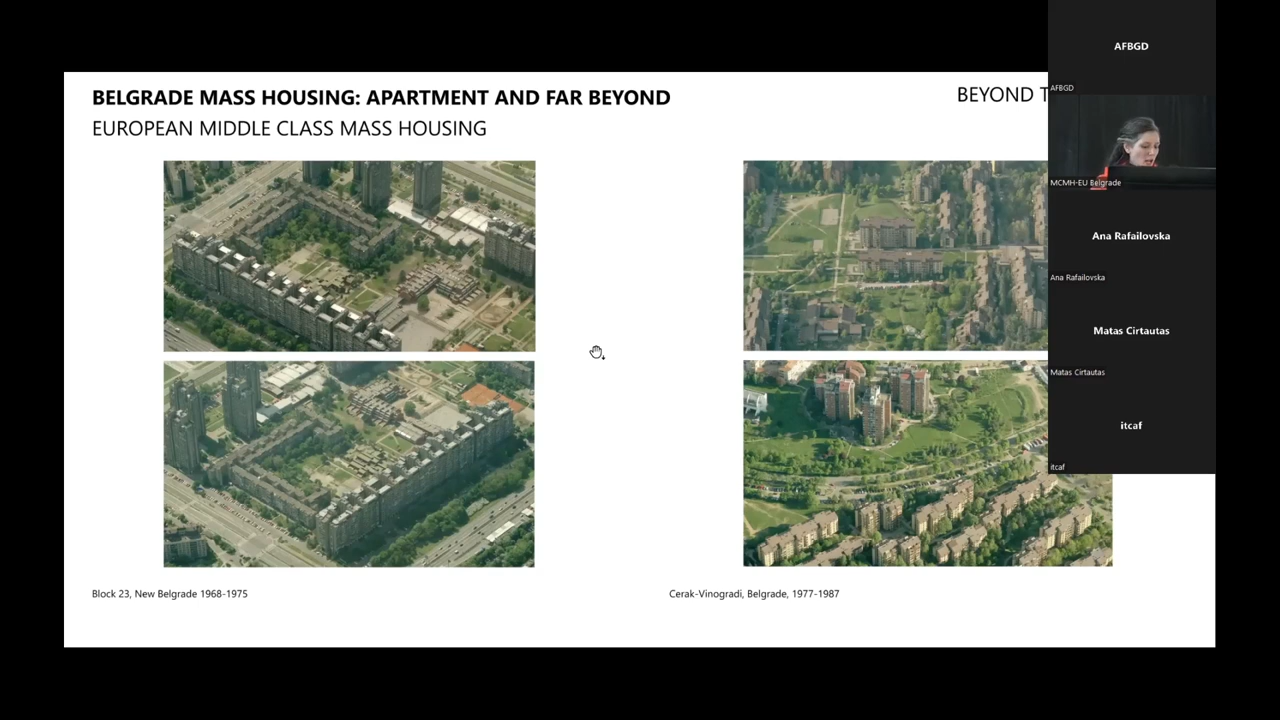 BELGRADE MASS HOUSING: APARTMENT AND FAR BEYOND
EUROPEAN MIDDLE CLASS MASS HOUSING
BEYOND T
Block 23, New Belgrade 1968-1975
Cerak-Vinogradi, Belgrade, 1977-1987
AFBGD
AFBGD
MCMH-EU Belgrade
Ana Rafailovska
Ana Rafailovska
Matas Cirtautas
Matas Cirtautas
itcaf
itcaf